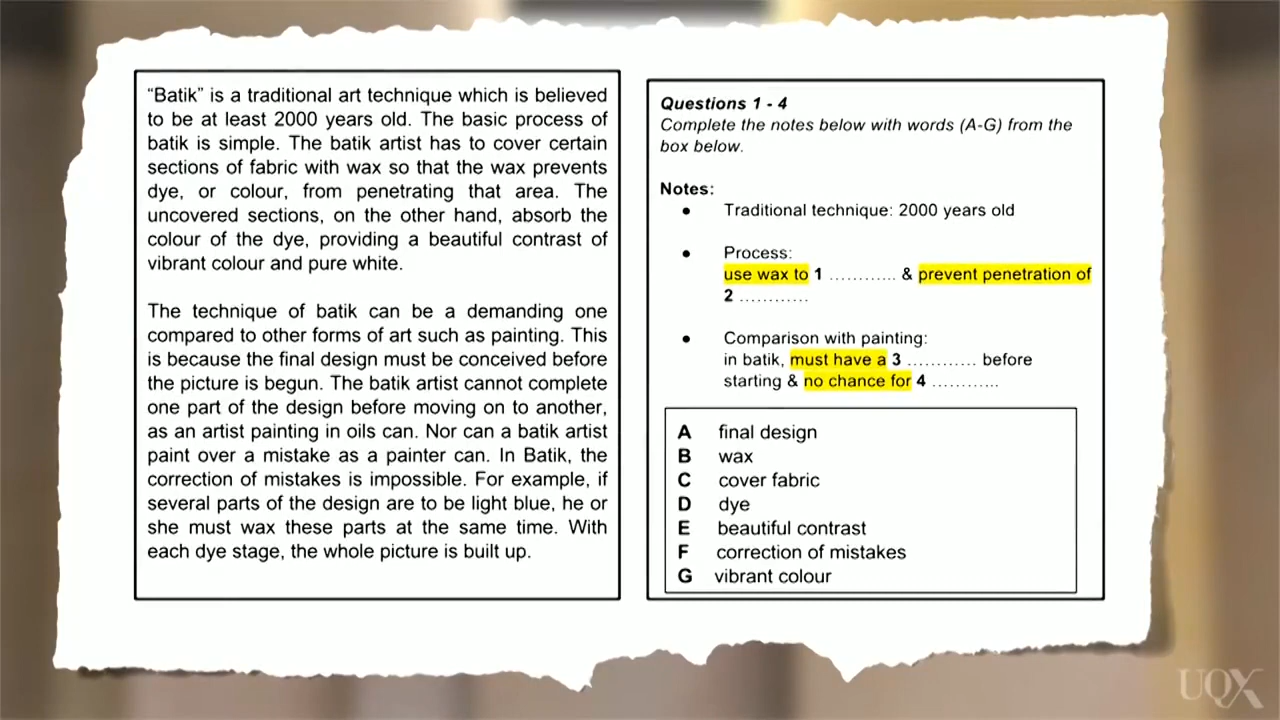 “Batik” is a traditional art technique which is believed
to be at least 2000 years old. The basic process of
batik is simple. The batik artist has to cover certain
sections of fabric with wax so that the wax prevents
dye, or colour, from penetrating that area. The
uncovered sections, on the other hand, absorb the
colour of the dye, providing a beautiful contrast of
vibrant colour and pure white.
The technique of batik can be a demanding one
compared to other forms of art such as painting. This
is because the final design must be conceived before
the picture is begun. The batik artist cannot complete
one part of the design before moving on to another,
as an artist painting in oils can. Nor can a batik artist
paint over a mistake as a painter can. In Batik, the
correction of mistakes is impossible. For example, if
several parts of the design are to be light blue, he or
she must wax these parts at the same time. With
each dye stage, the whole picture is built up.
Questions 1 - 4
Complete the notes below with words (A-G) from the
box below.
Notes:
● Traditional technique: 2000 years old
● Process:
use wax to 1 ………… & prevent penetration of
2 …………
● Comparison with painting:
in batik, must have a 3 ………… before
starting & no chance for 4 …………
A final design
B wax
C cover fabric
D dye
E beautiful contrast
F correction of mistakes
G vibrant colour
UQX